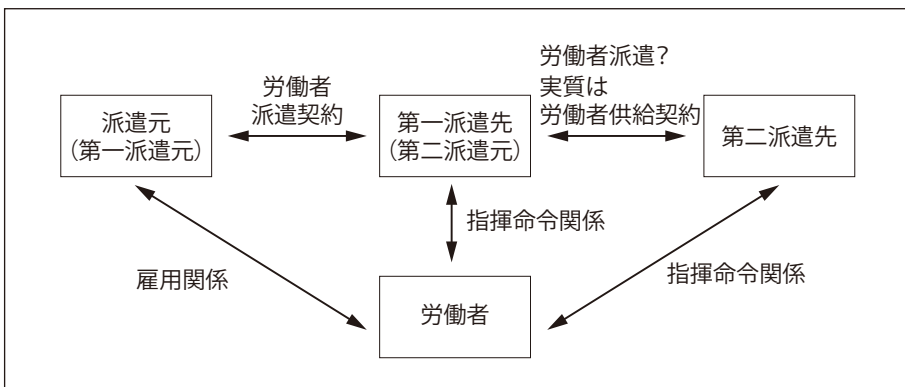 労働者
派遣契約
労働者派遣?
実質は
労働者供給契約
派遣元
(第一派遣元)
第一派遣先
(第二派遣元)
第二派遣先
指揮命令関係
雇用関係
指揮命令関係
労働者